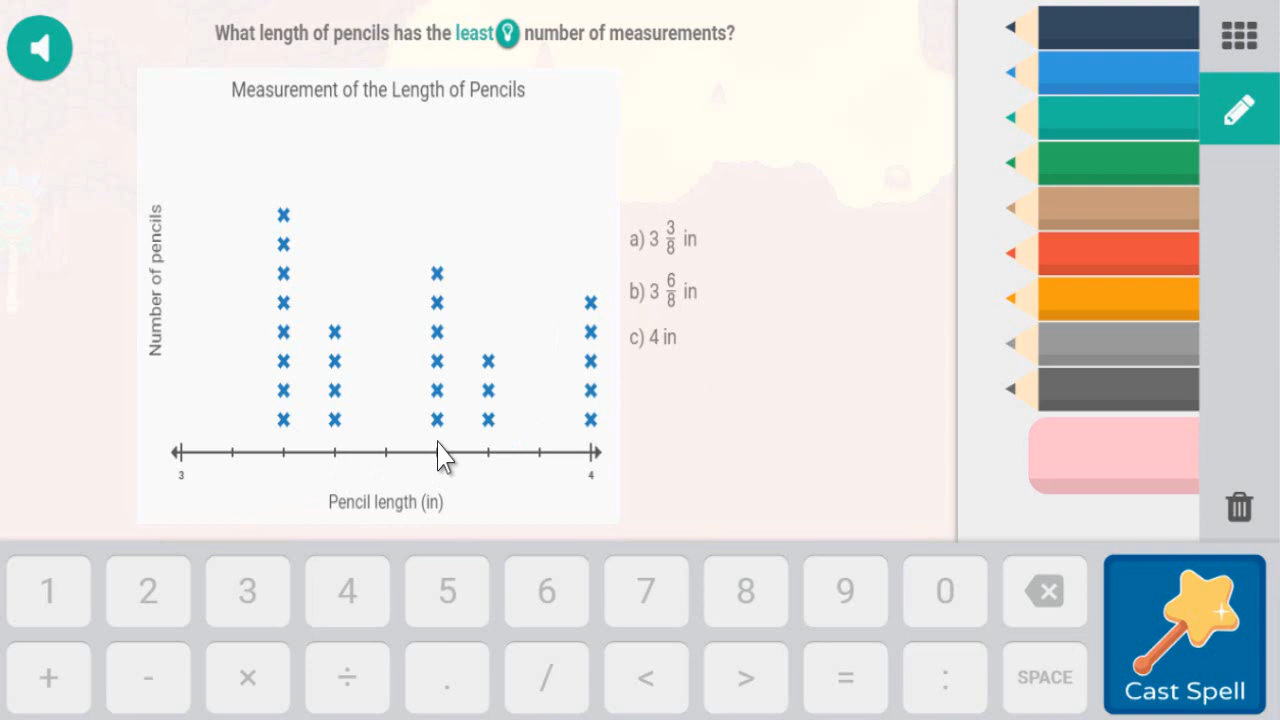 What length of pencils has the least number of measurements?
Measurement of the Length of Pencils
Number of pencils
3 4
Pencil length (in)
a) 3 3/8 in
b) 3 6/8 in
c) 4 in
1 2 3 4 5 6 7 8 9 0
+ - × ÷ . / < > = : SPACE
Cast Spell